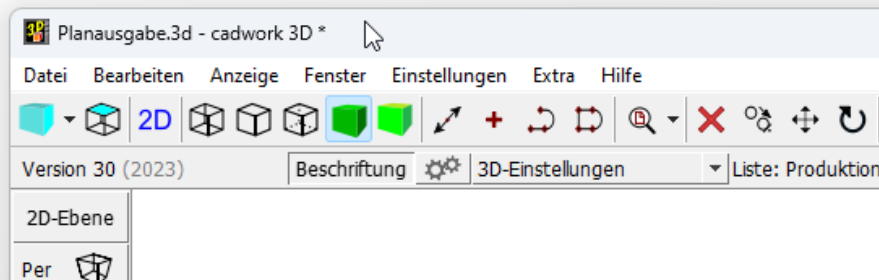 Planausgabe.3d - cadwork 3D *
Datei Bearbeiten Anzeige Fenster Einstellungen Extra Hilfe
2D
Version 30 (2023) Beschriftung 3D-Einstellungen Liste: Produktion
2D-Ebene
Per